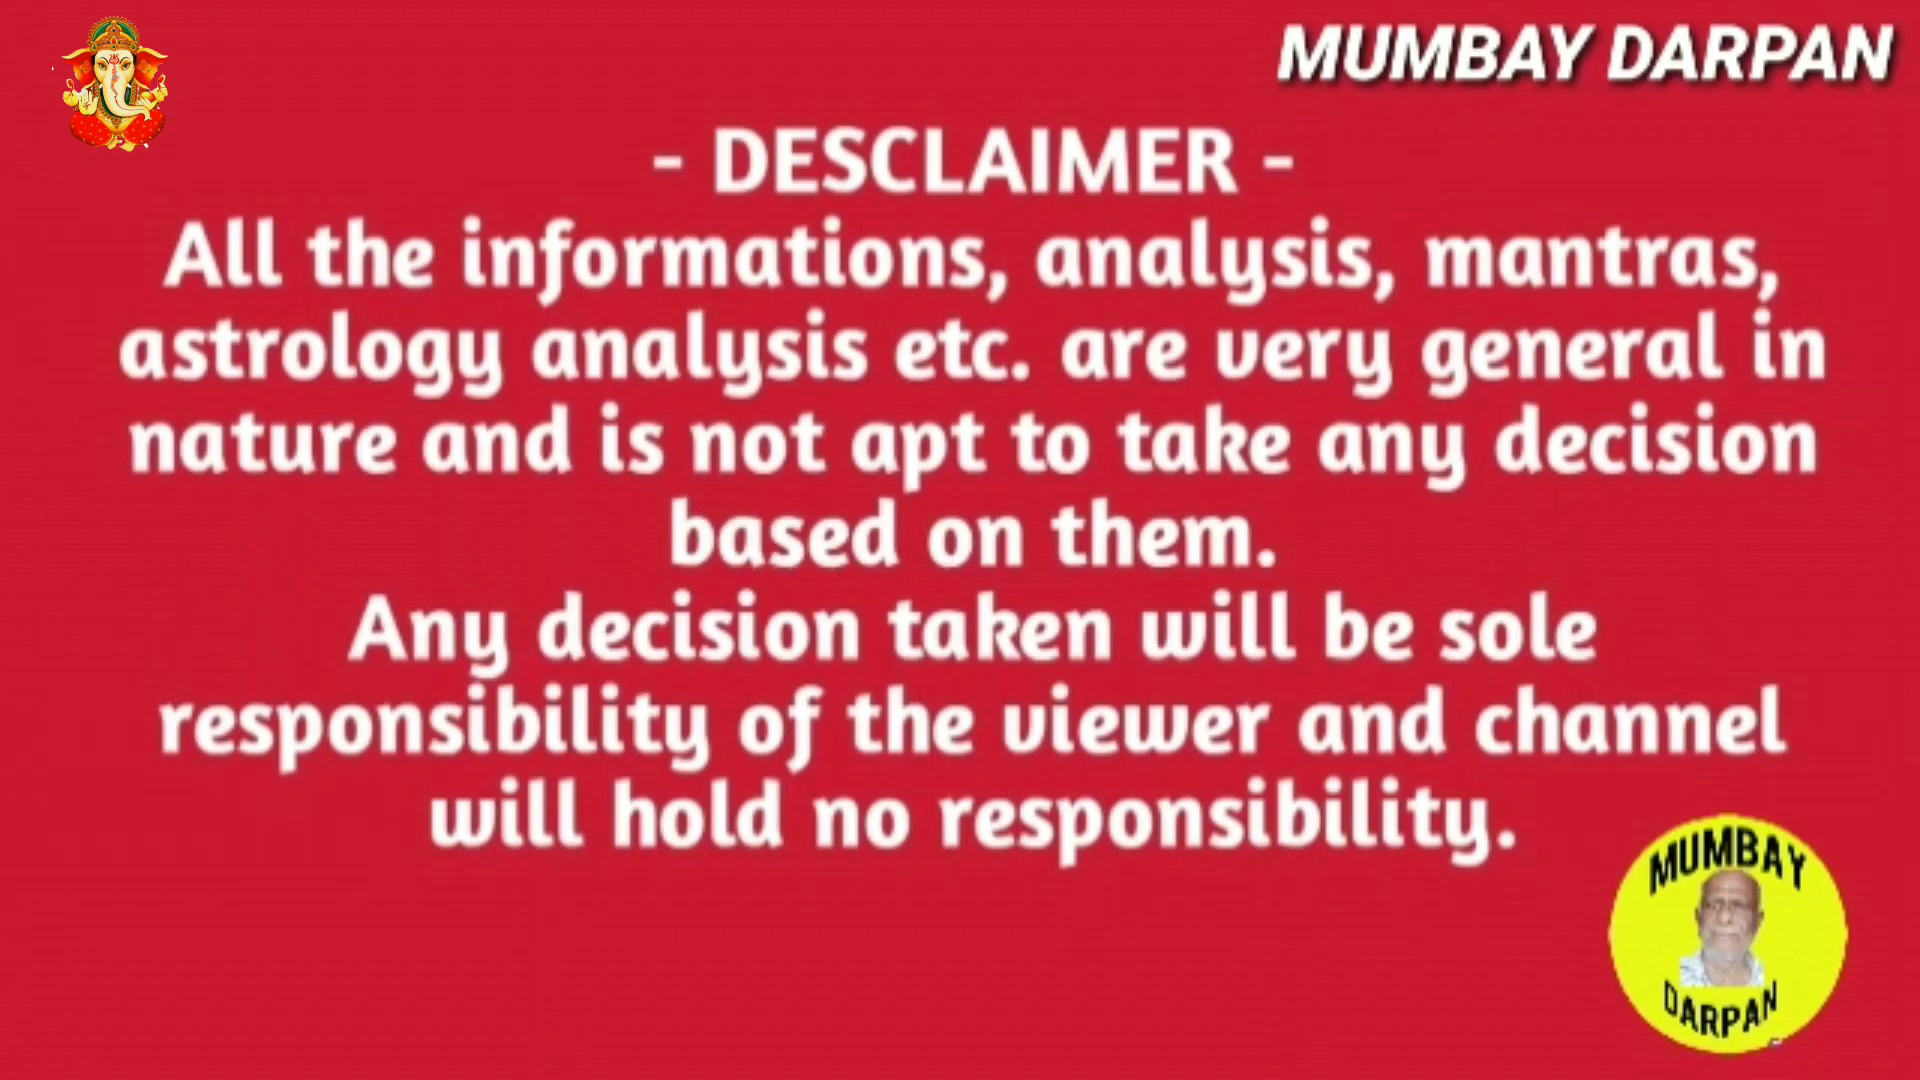 MUMBAY DARPAN
- DESCLAIMER -
All the informations, analysis, mantras,
astrology analysis etc. are very general in
nature and is not apt to take any decision
based on them.
Any decision taken will be sole
responsibility of the viewer and channel
will hold no responsibility.
MUMBAY
DARPAN